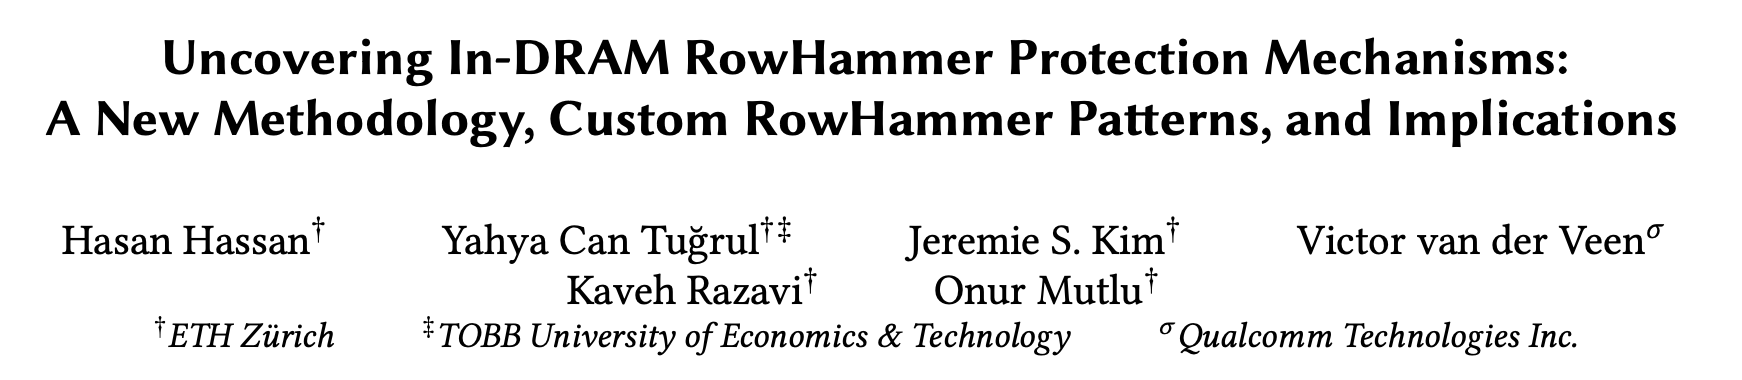 Uncovering In-DRAM RowHammer Protection Mechanisms:
A New Methodology, Custom RowHammer Patterns, and Implications
Hasan Hassan† Yahya Can Tuğrul†‡ Jeremie S. Kim† Victor van der Veenσ
Kaveh Razavi† Onur Mutlu†
†ETH Zürich ‡TOBB University of Economics & Technology σQualcomm Technologies Inc.